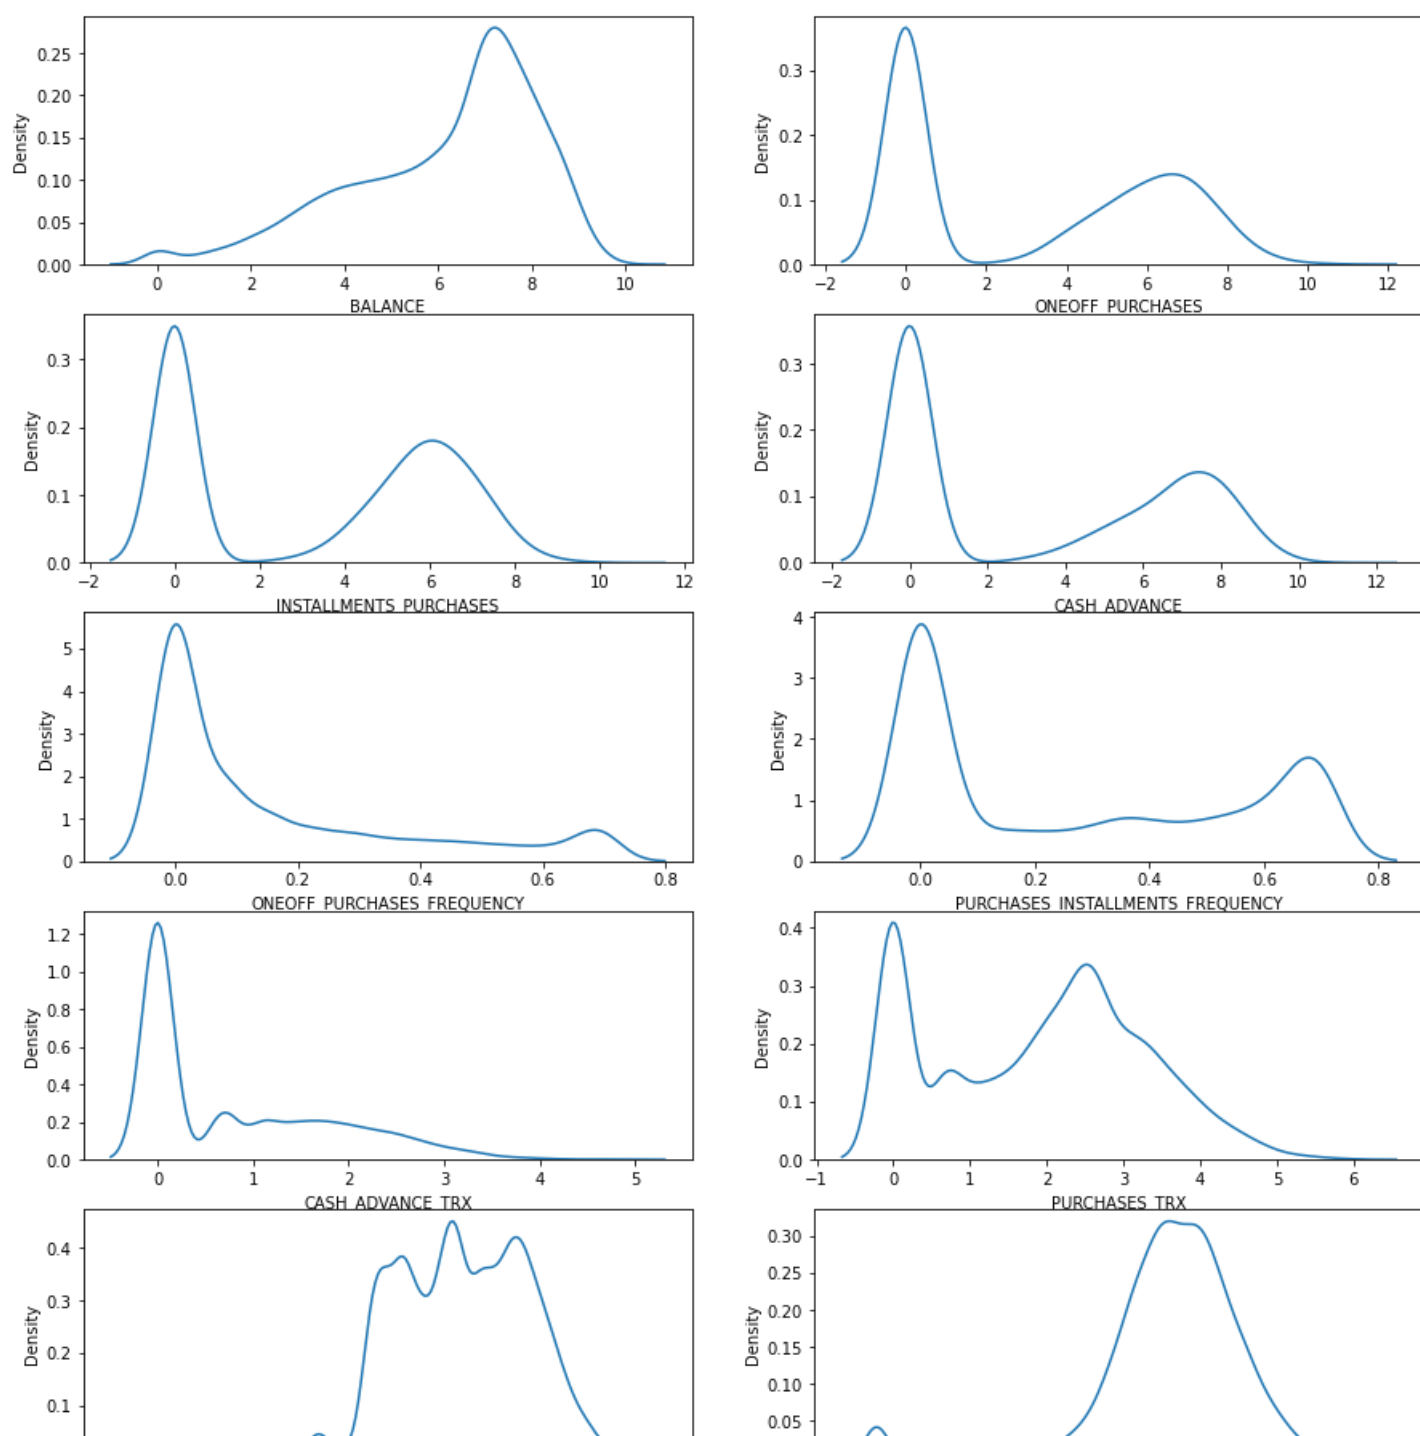 0.25
0.20
0.15
0.10
0.05
0.00
Density
0 2 4 6 8 10
BALANCE
0.3
0.2
0.1
0.0
Density
−2 0 2 4 6 8 10 12
ONEOFF_PURCHASES
0.3
0.2
0.1
0.0
Density
−2 0 2 4 6 8 10 12
INSTALLMENTS_PURCHASES
0.3
0.2
0.1
0.0
Density
−2 0 2 4 6 8 10 12
CASH_ADVANCE
5
4
3
2
1
0
Density
0.0 0.2 0.4 0.6 0.8
ONEOFF_PURCHASES_FREQUENCY
4
3
2
1
0
Density
0.0 0.2 0.4 0.6 0.8
PURCHASES_INSTALLMENTS_FREQUENCY
1.2
1.0
0.8
0.6
0.4
0.2
0.0
Density
0 1 2 3 4 5
CASH_ADVANCE_TRX
0.4
0.3
0.2
0.1
0.0
Density
−1 0 1 2 3 4 5 6
PURCHASES_TRX
0.4
0.3
0.2
0.1
Density
0.30
0.25
0.20
0.15
0.10
0.05
Density